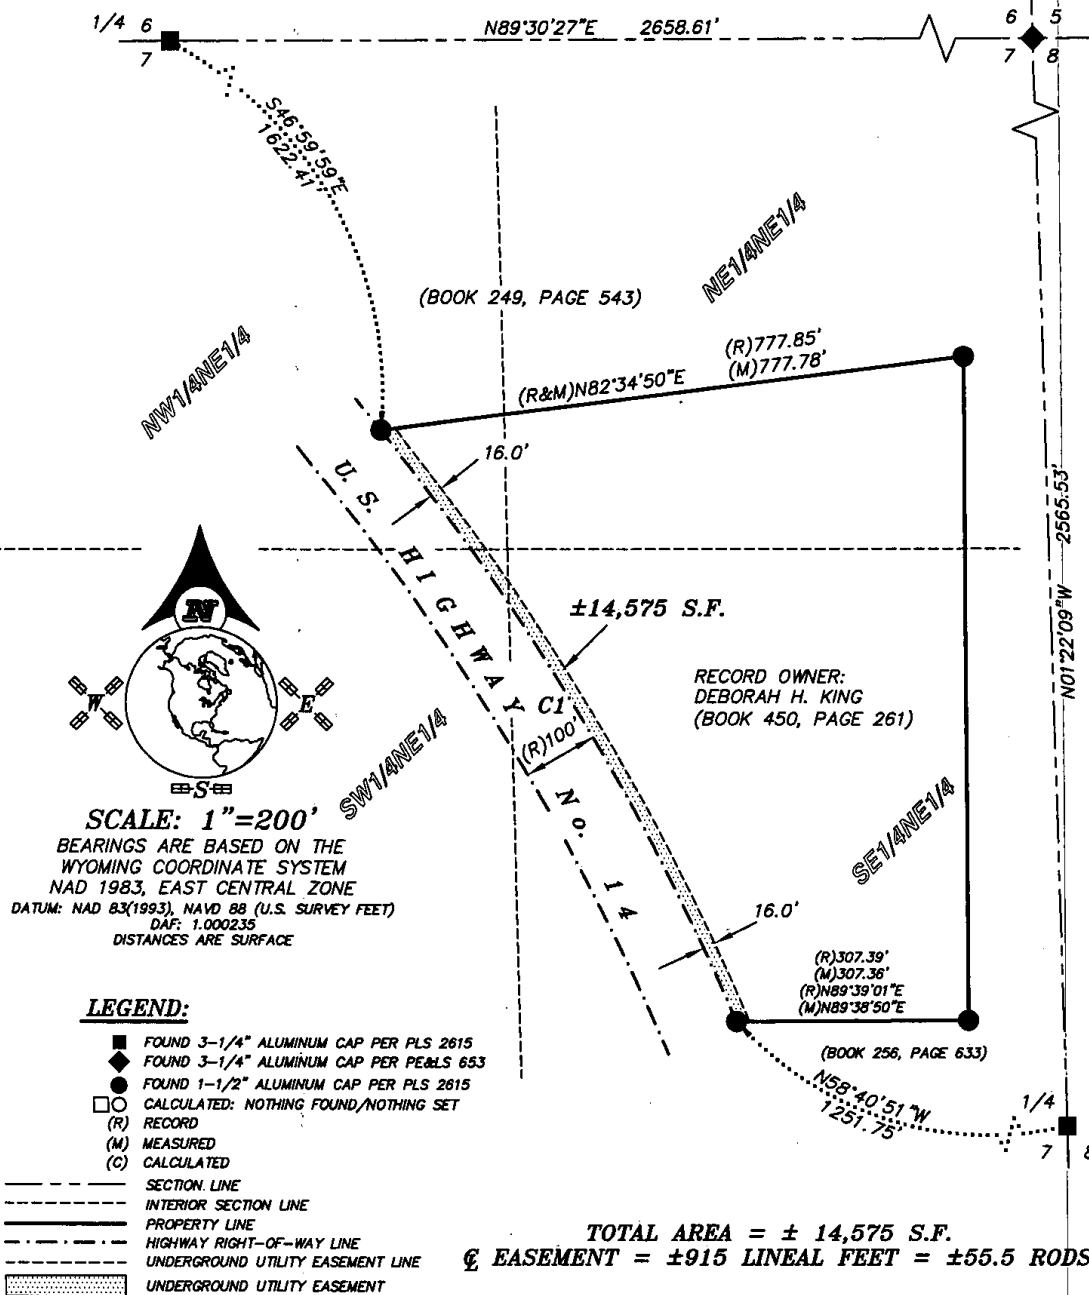 1/4 6
7
N89°30'27"E 2658.61'
6 5
7 8
S46°59'59"E
1622.41'
NE1/4NE1/4
(BOOK 249, PAGE 543)
NW1/4NE1/4
(R)777.85'
(M)777.78'
(R&M)N82°34'50"E
16.0'
U. S. HIGHWAY No. 14
N01°22'09"W 2565.53'
N
W
E
S
±14,575 S.F.
RECORD OWNER:
DEBORAH H. KING
(BOOK 450, PAGE 261)
C1
(R)100'
SW1/4NE1/4
SE1/4NE1/4
SCALE: 1"=200'
BEARINGS ARE BASED ON THE
WYOMING COORDINATE SYSTEM
NAD 1983, EAST CENTRAL ZONE
DATUM: NAD 83(1993), NAVD 88 (U.S. SURVEY FEET)
DAF: 1.000235
DISTANCES ARE SURFACE
16.0'
(R)307.39'
(M)307.36'
(R)N89°39'01"E
(M)N89°38'50"E
(BOOK 256, PAGE 633)
N58°40'51"W
1251.75'
1/4
7 8
LEGEND:
FOUND 3-1/4" ALUMINUM CAP PER PLS 2615
FOUND 3-1/4" ALUMINUM CAP PER PE&LS 653
FOUND 1-1/2" ALUMINUM CAP PER PLS 2615
CALCULATED: NOTHING FOUND/NOTHING SET
(R) RECORD
(M) MEASURED
(C) CALCULATED
SECTION LINE
INTERIOR SECTION LINE
PROPERTY LINE
HIGHWAY RIGHT-OF-WAY LINE
UNDERGROUND UTILITY EASEMENT LINE
UNDERGROUND UTILITY EASEMENT
TOTAL AREA = ± 14,575 S.F.
℄ EASEMENT = ±915 LINEAL FEET = ±55.5 RODS